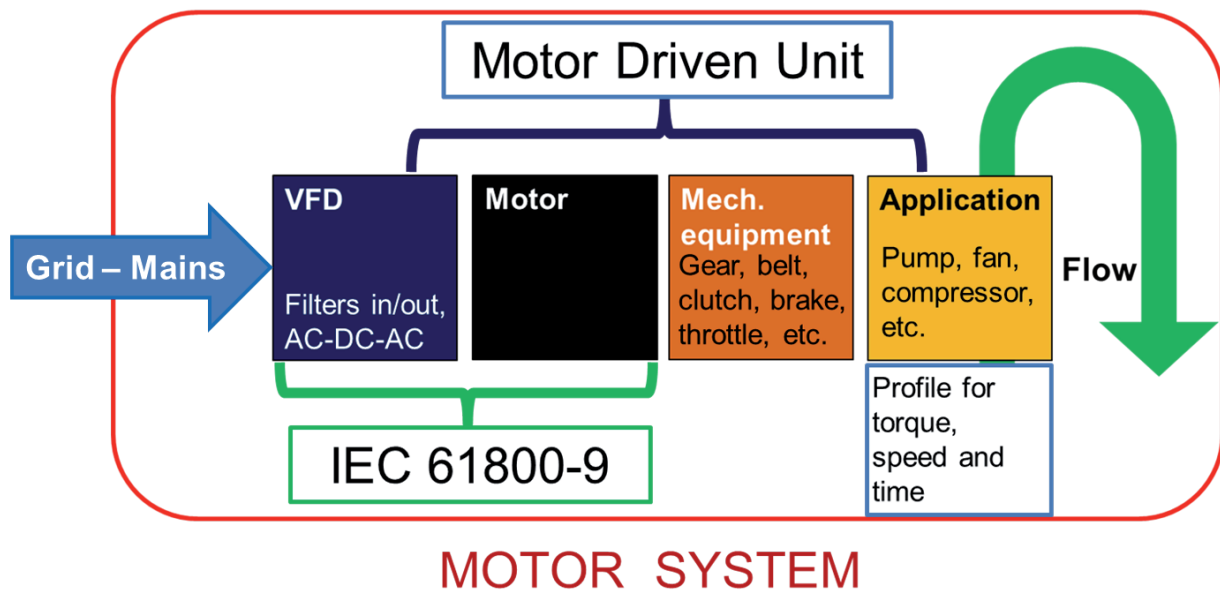 Motor Driven Unit
Grid – Mains
VFD
Filters in/out,
AC-DC-AC
Motor
Mech.
equipment
Gear, belt,
clutch, brake,
throttle, etc.
Application
Pump, fan,
compressor,
etc.
Flow
IEC 61800-9
Profile for
torque,
speed and
time
MOTOR SYSTEM